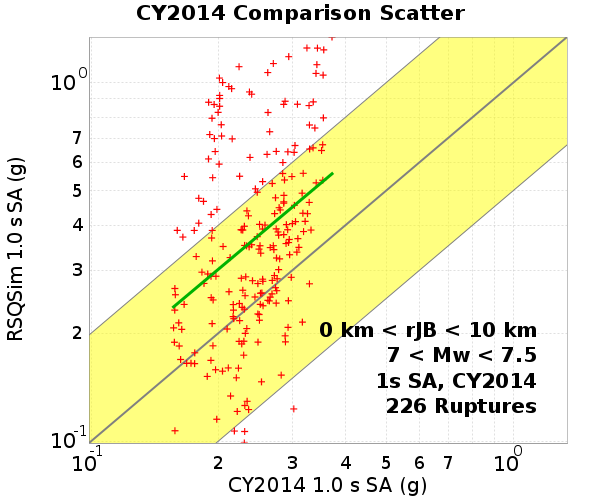 CY2014 Comparison Scatter
RSQSim 1.0 s SA (g)
10^0
7
6
5
4
3
2
10^-1
0 km < rJB < 10 km
7 < Mw < 7.5
1s SA, CY2014
226 Ruptures
10^-1 2 3 4 5 6 7 10^0
CY2014 1.0 s SA (g)